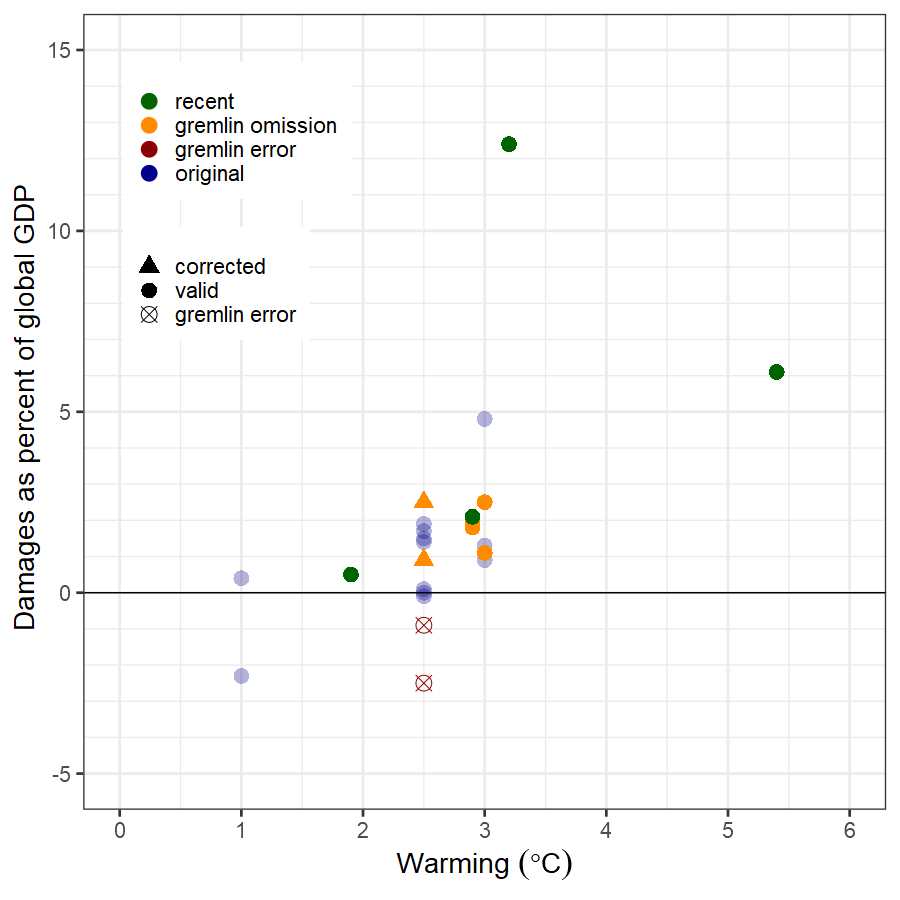 15
10
5
0
-5
Damages as percent of global GDP
recent
gremlin omission
gremlin error
original
corrected
valid
gremlin error
0 1 2 3 4 5 6
Warming (°C)